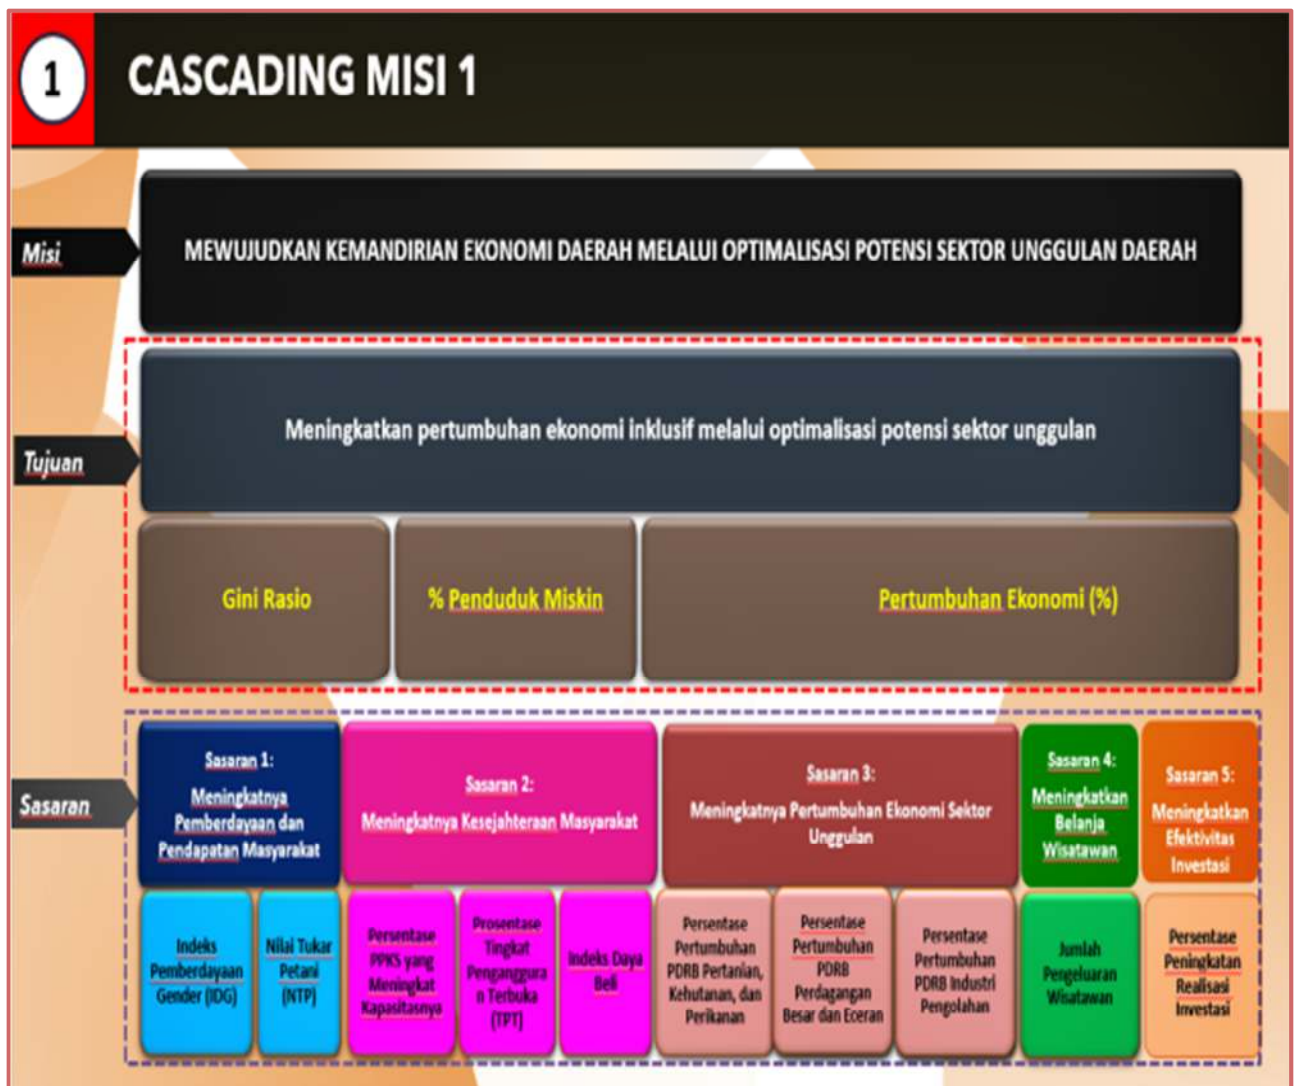 1
CASCADING MISI 1
Misi
MEWUJUDKAN KEMANDIRIAN EKONOMI DAERAH MELALUI OPTIMALISASI POTENSI SEKTOR UNGGULAN DAERAH
Tujuan
Meningkatkan pertumbuhan ekonomi inklusif melalui optimalisasi potensi sektor unggulan
Gini Rasio
% Penduduk Miskin
Pertumbuhan Ekonomi (%)
Sasaran
Sasaran 1:
Meningkatnya
Pemberdayaan dan
Pendapatan Masyarakat
Sasaran 2:
Meningkatnya Kesejahteraan Masyarakat
Sasaran 3:
Meningkatnya Pertumbuhan Ekonomi Sektor
Unggulan
Sasaran 4:
Meningkatkan
Belanja
Wisatawan
Sasaran 5:
Meningkatkan
Efektivitas
Investasi
Indeks
Pemberdayaan
Gender (IDG)
Nilai Tukar
Petani
(NTP)
Persentase
PPKS yang
Meningkat
Kapasitasnya
Prosentase
Tingkat
Penganggura
n Terbuka
(TPT)
Indeks Daya
Beli
Persentase
Pertumbuhan
PDRB Pertanian,
Kehutanan, dan
Perikanan
Persentase
Pertumbuhan
PDRB
Perdagangan
Besar dan Eceran
Persentase
Pertumbuhan
PDRB Industri
Pengolahan
Jumlah
Pengeluaran
Wisatawan
Persentase
Peningkatan
Realisasi
Investasi